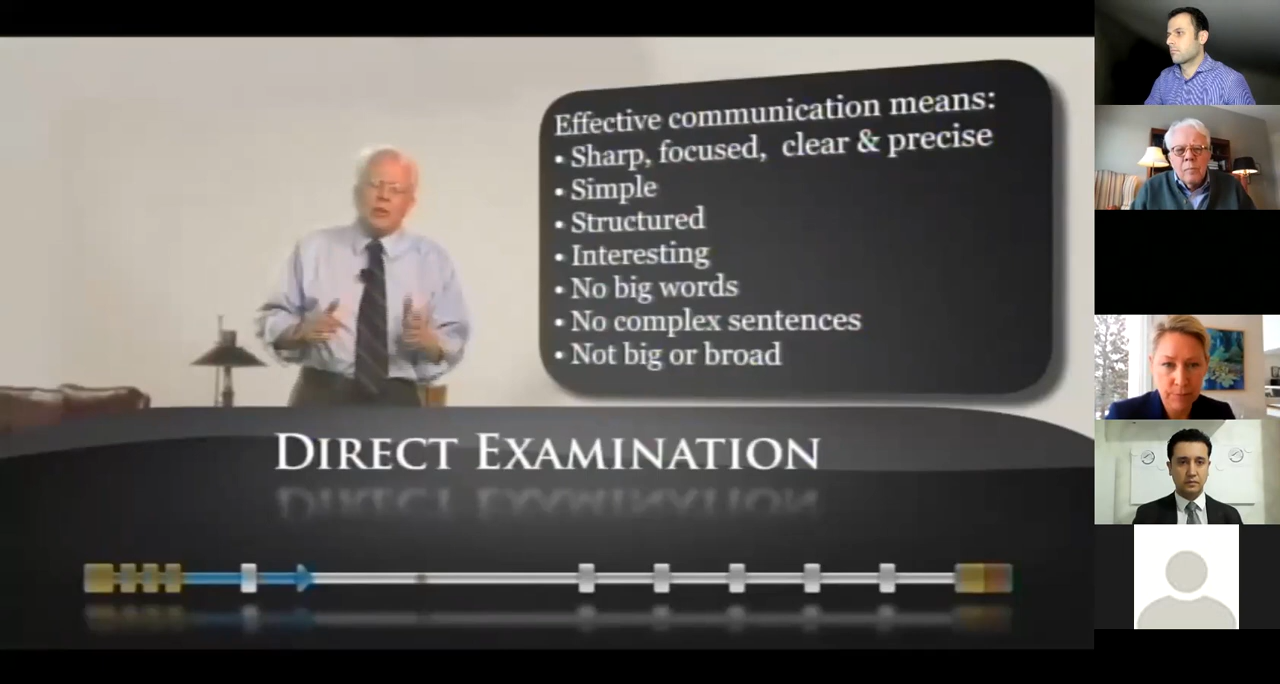 Effective communication means:
• Sharp, focused, clear & precise
• Simple
• Structured
• Interesting
• No big words
• No complex sentences
• Not big or broad
DIRECT EXAMINATION